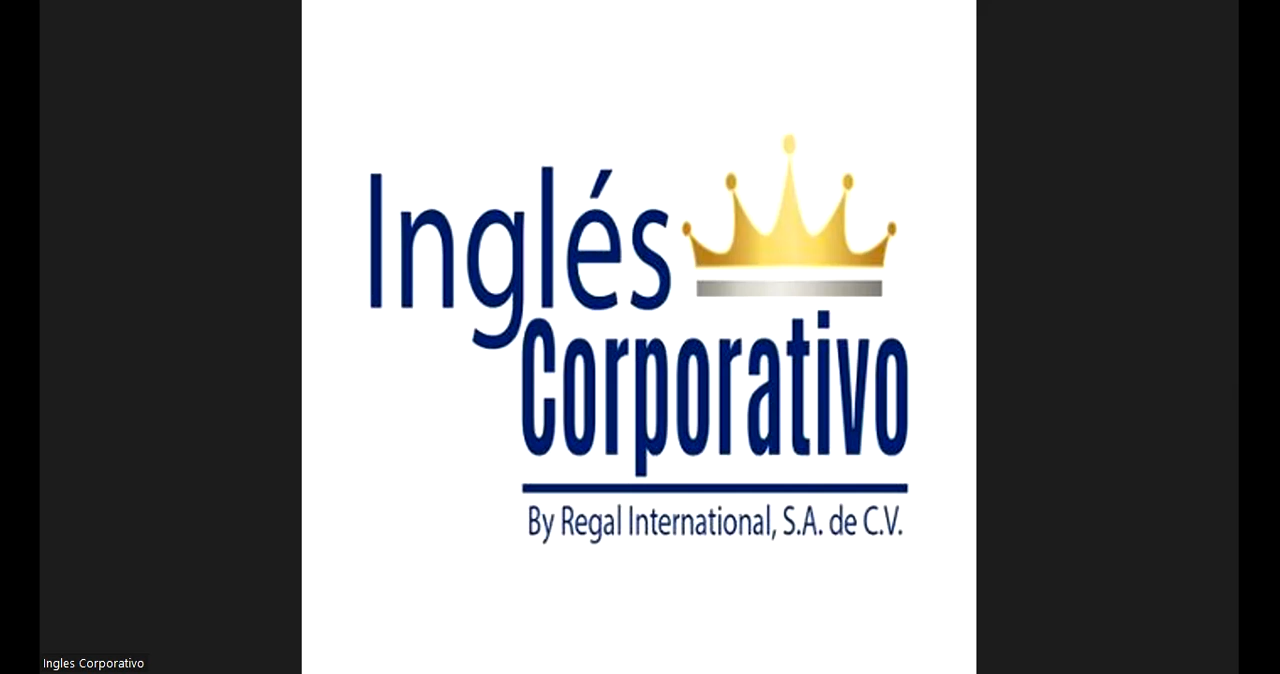 Inglés
Corporativo
By Regal International, S.A. de C.V.
Ingles Corporativo